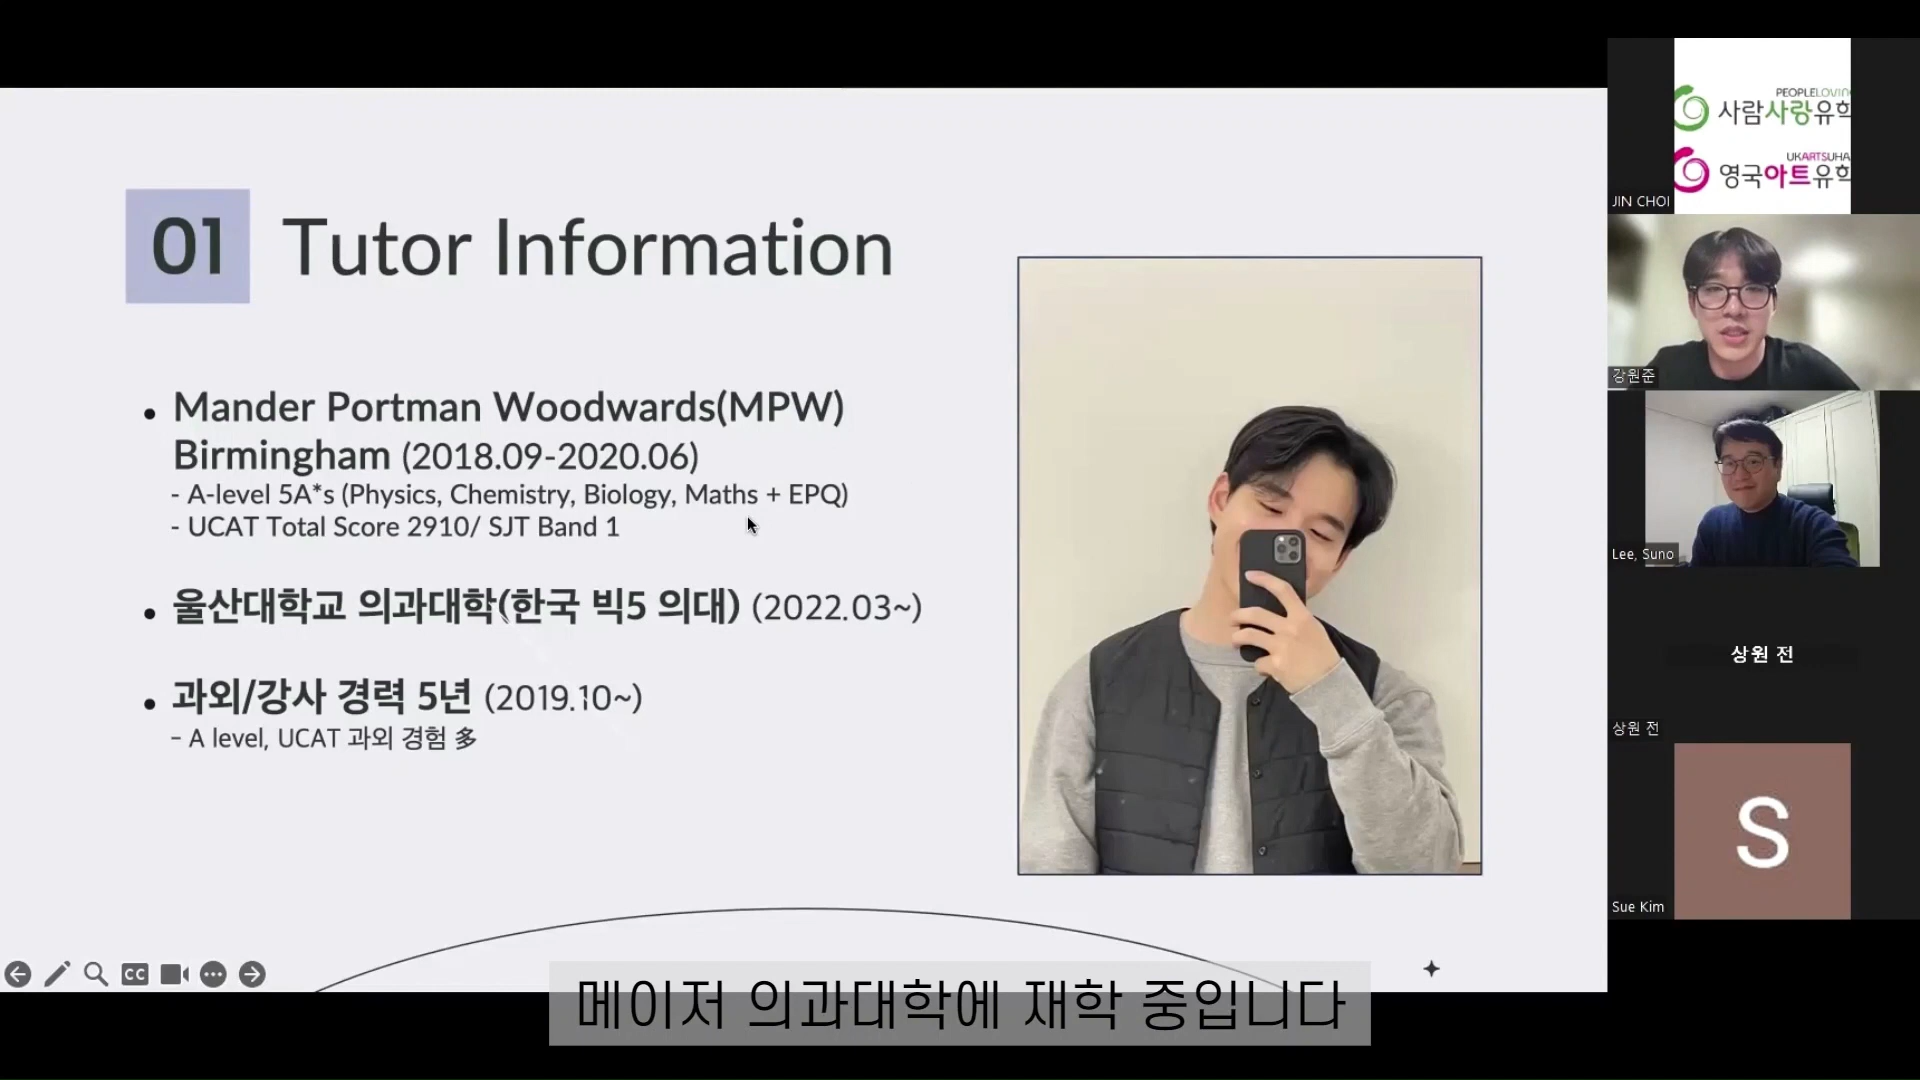 01 Tutor Information
• Mander Portman Woodwards(MPW)
Birmingham (2018.09-2020.06)
- A-level 5A*s (Physics, Chemistry, Biology, Maths + EPQ)
- UCAT Total Score 2910/ SJT Band 1
• 울산대학교 의과대학(한국 빅5 의대) (2022.03~)
• 과외/강사 경력 5년 (2019.10~)
- A level, UCAT 과외 경험 多
CC
메이저 의과대학에 재학 중입니다
PEOPLELOVIN
사람사랑유학
UKARTSUHA
영국아트유학
JIN CHOI
강원준
Lee, Suno
상원 전
상원 전
S
Sue Kim